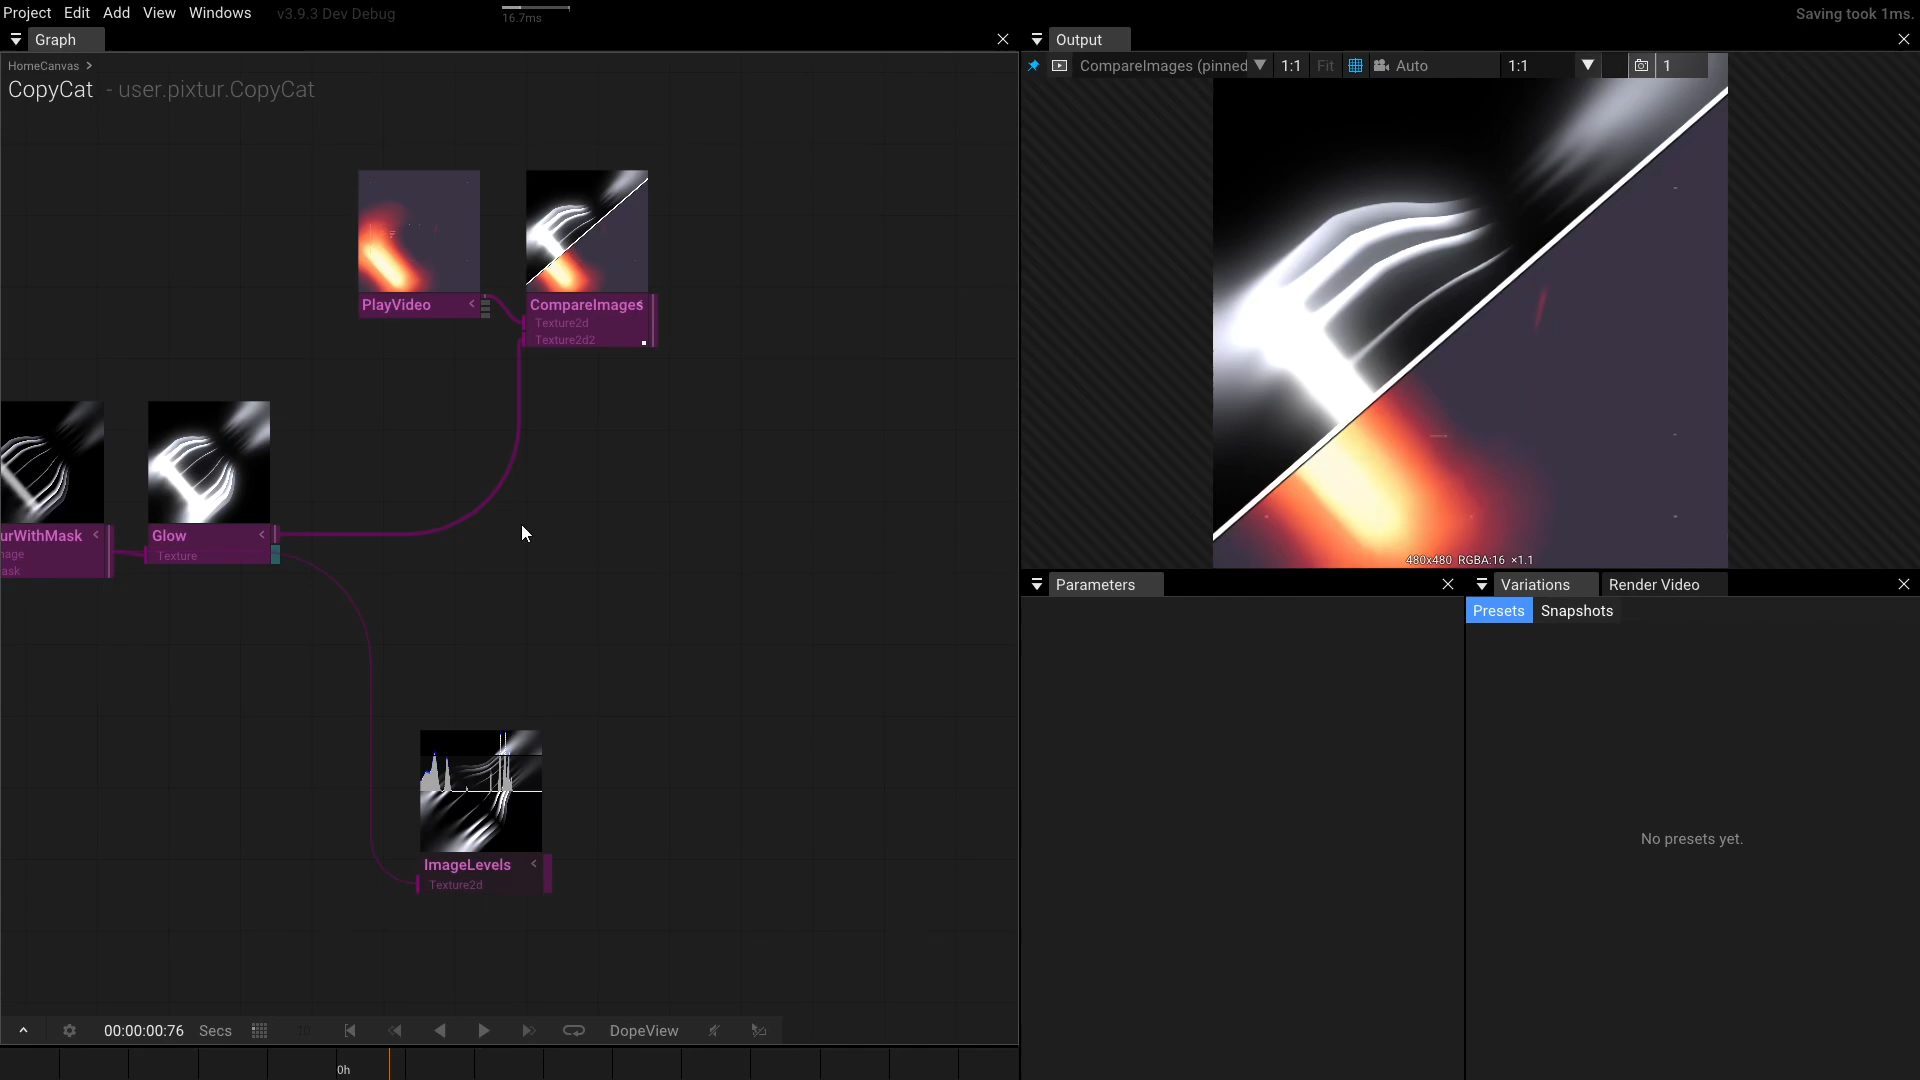 Project Edit Add View Windows v3.9.3 Dev Debug 16.7ms Saving took 1ms.
Graph
Output
HomeCanvas >
CompareImages (pinned 1:1 Fit Auto 1:1 1
CopyCat - user.pixtur.CopyCat
PlayVideo <
CompareImages
Texture2d
Texture2d2
urWithMask <
mage
ask
Glow <
Texture
480x480 RGBA:16 ×1.1
Parameters
Variations Render Video
Presets Snapshots
No presets yet.
ImageLevels <
Texture2d
00:00:00:76 Secs 10 DopeView
0h